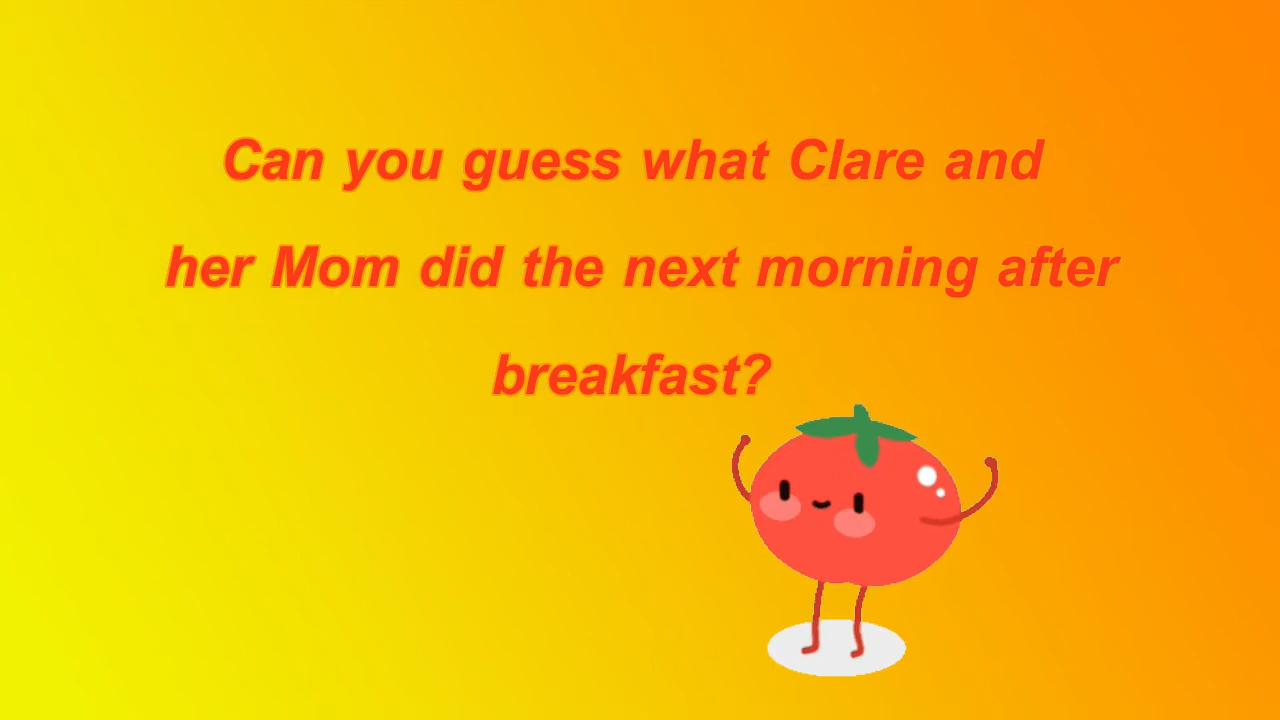 Can you guess what Clare and
her Mom did the next morning after
breakfast?